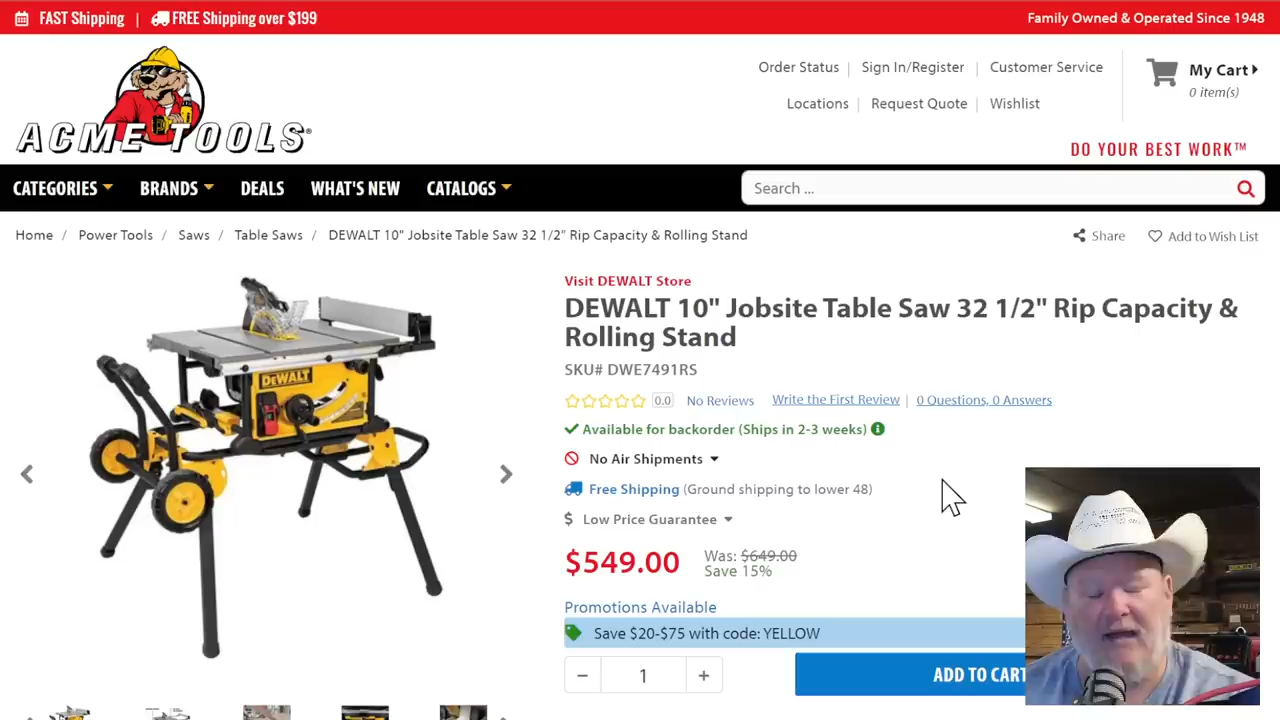 FAST Shipping | FREE Shipping over $199
Family Owned & Operated Since 1948
ACME TOOLS®
Order Status | Sign In/Register | Customer Service
Locations | Request Quote | Wishlist
My Cart
0 item(s)
DO YOUR BEST WORK™
CATEGORIES BRANDS DEALS WHAT'S NEW CATALOGS
Search ...
Home / Power Tools / Saws / Table Saws / DEWALT 10" Jobsite Table Saw 32 1/2" Rip Capacity & Rolling Stand
Share Add to Wish List
Visit DEWALT Store
DEWALT 10" Jobsite Table Saw 32 1/2" Rip Capacity &
Rolling Stand
SKU# DWE7491RS
0.0 No Reviews Write the First Review | 0 Questions, 0 Answers
Available for backorder (Ships in 2-3 weeks)
No Air Shipments
Free Shipping (Ground shipping to lower 48)
$ Low Price Guarantee
$549.00 Was: $649.00
Save 15%
Promotions Available
Save $20-$75 with code: YELLOW
− 1 +
ADD TO CART
DEWALT